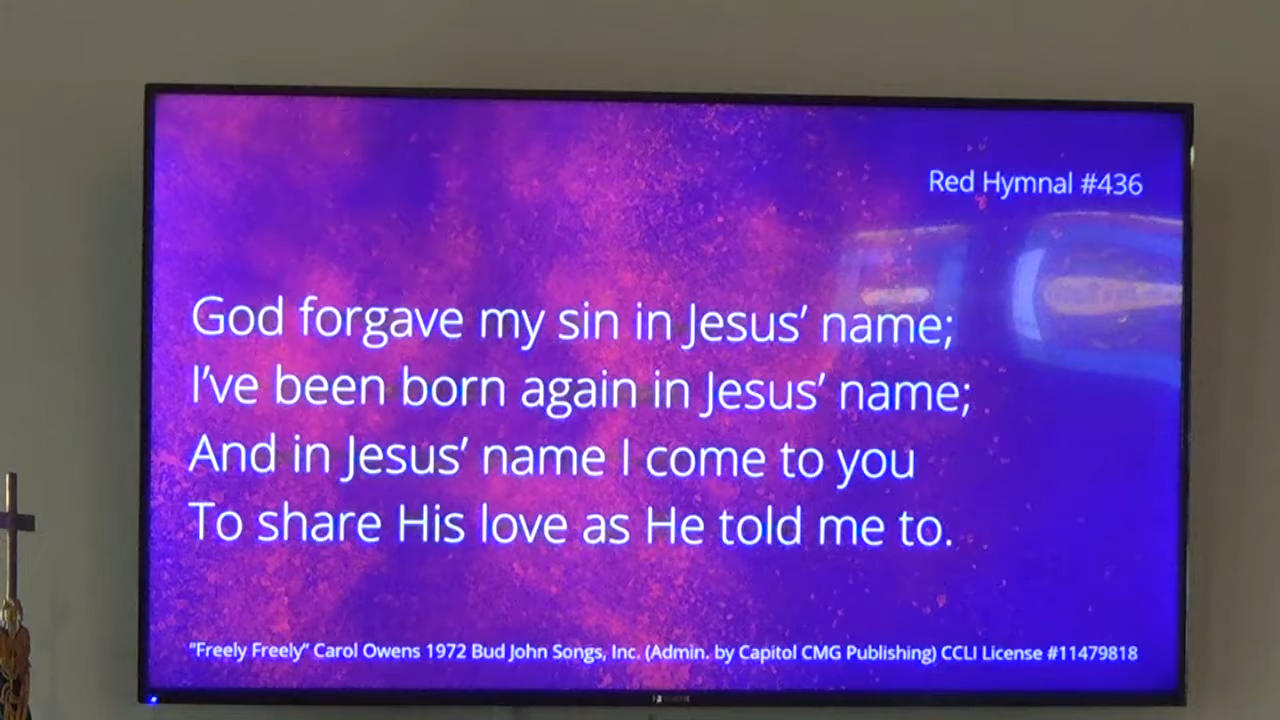 Red Hymnal #436
God forgave my sin in Jesus’ name;
I’ve been born again in Jesus’ name;
And in Jesus’ name I come to you
To share His love as He told me to.
“Freely Freely” Carol Owens 1972 Bud John Songs, Inc. (Admin. by Capitol CMG Publishing) CCLI License #11479818